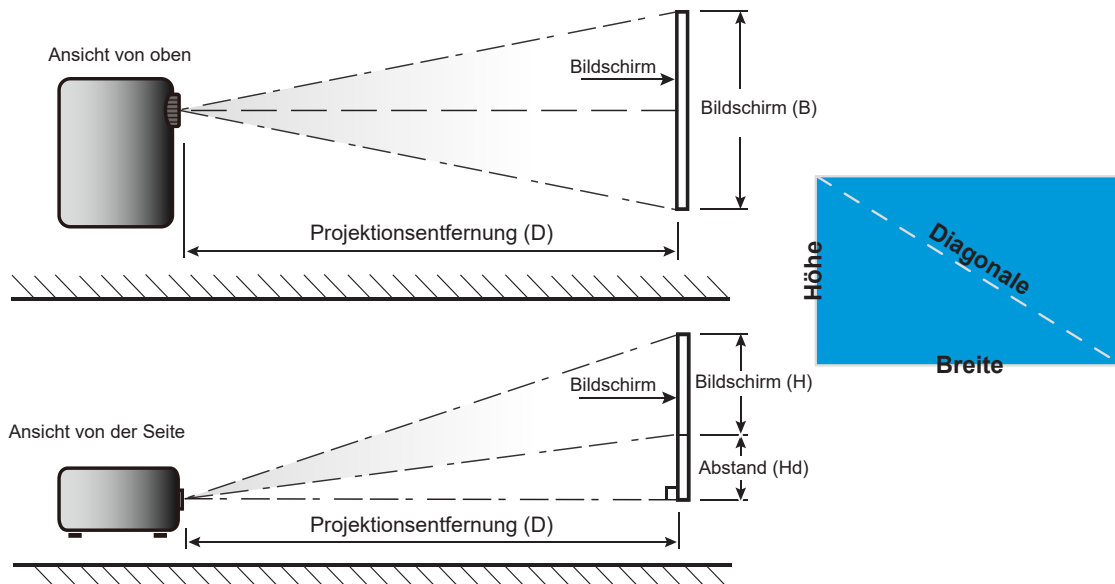 Ansicht von oben
Bildschirm
Bildschirm (B)
Projektionsentfernung (D)
Höhe
Diagonale
Breite
Ansicht von der Seite
Bildschirm
Bildschirm (H)
Abstand (Hd)
Projektionsentfernung (D)